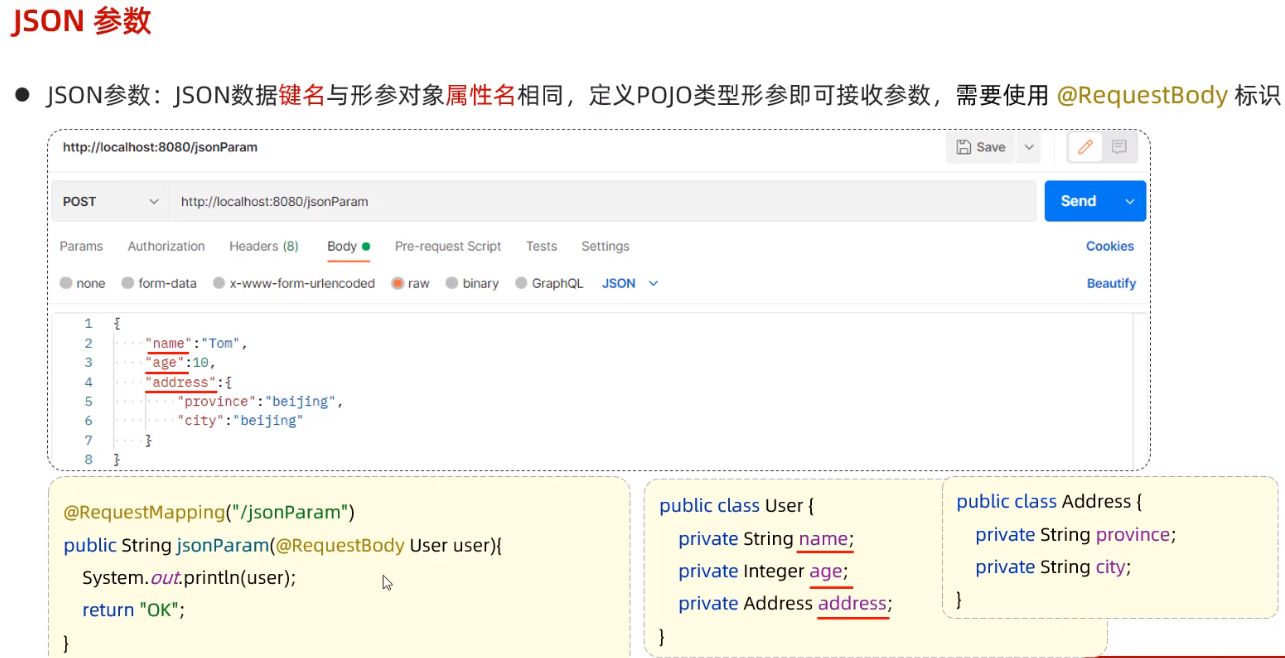 JSON 参数
● JSON参数：JSON数据键名与形参对象属性名相同，定义POJO类型形参即可接收参数，需要使用 @RequestBody 标识
http://localhost:8080/jsonParam
Save
POST
http://localhost:8080/jsonParam
Send
Params Authorization Headers (8) Body Pre-request Script Tests Settings Cookies
none form-data x-www-form-urlencoded raw binary GraphQL JSON Beautify
1 {
2 "name":"Tom",
3 "age":10,
4 "address":{
5 "province":"beijing",
6 "city":"beijing"
7 }
8 }
@RequestMapping("/jsonParam")
public String jsonParam(@RequestBody User user){
System.out.println(user);
return "OK";
}
public class User {
private String name;
private Integer age;
private Address address;
}
public class Address {
private String province;
private String city;
}